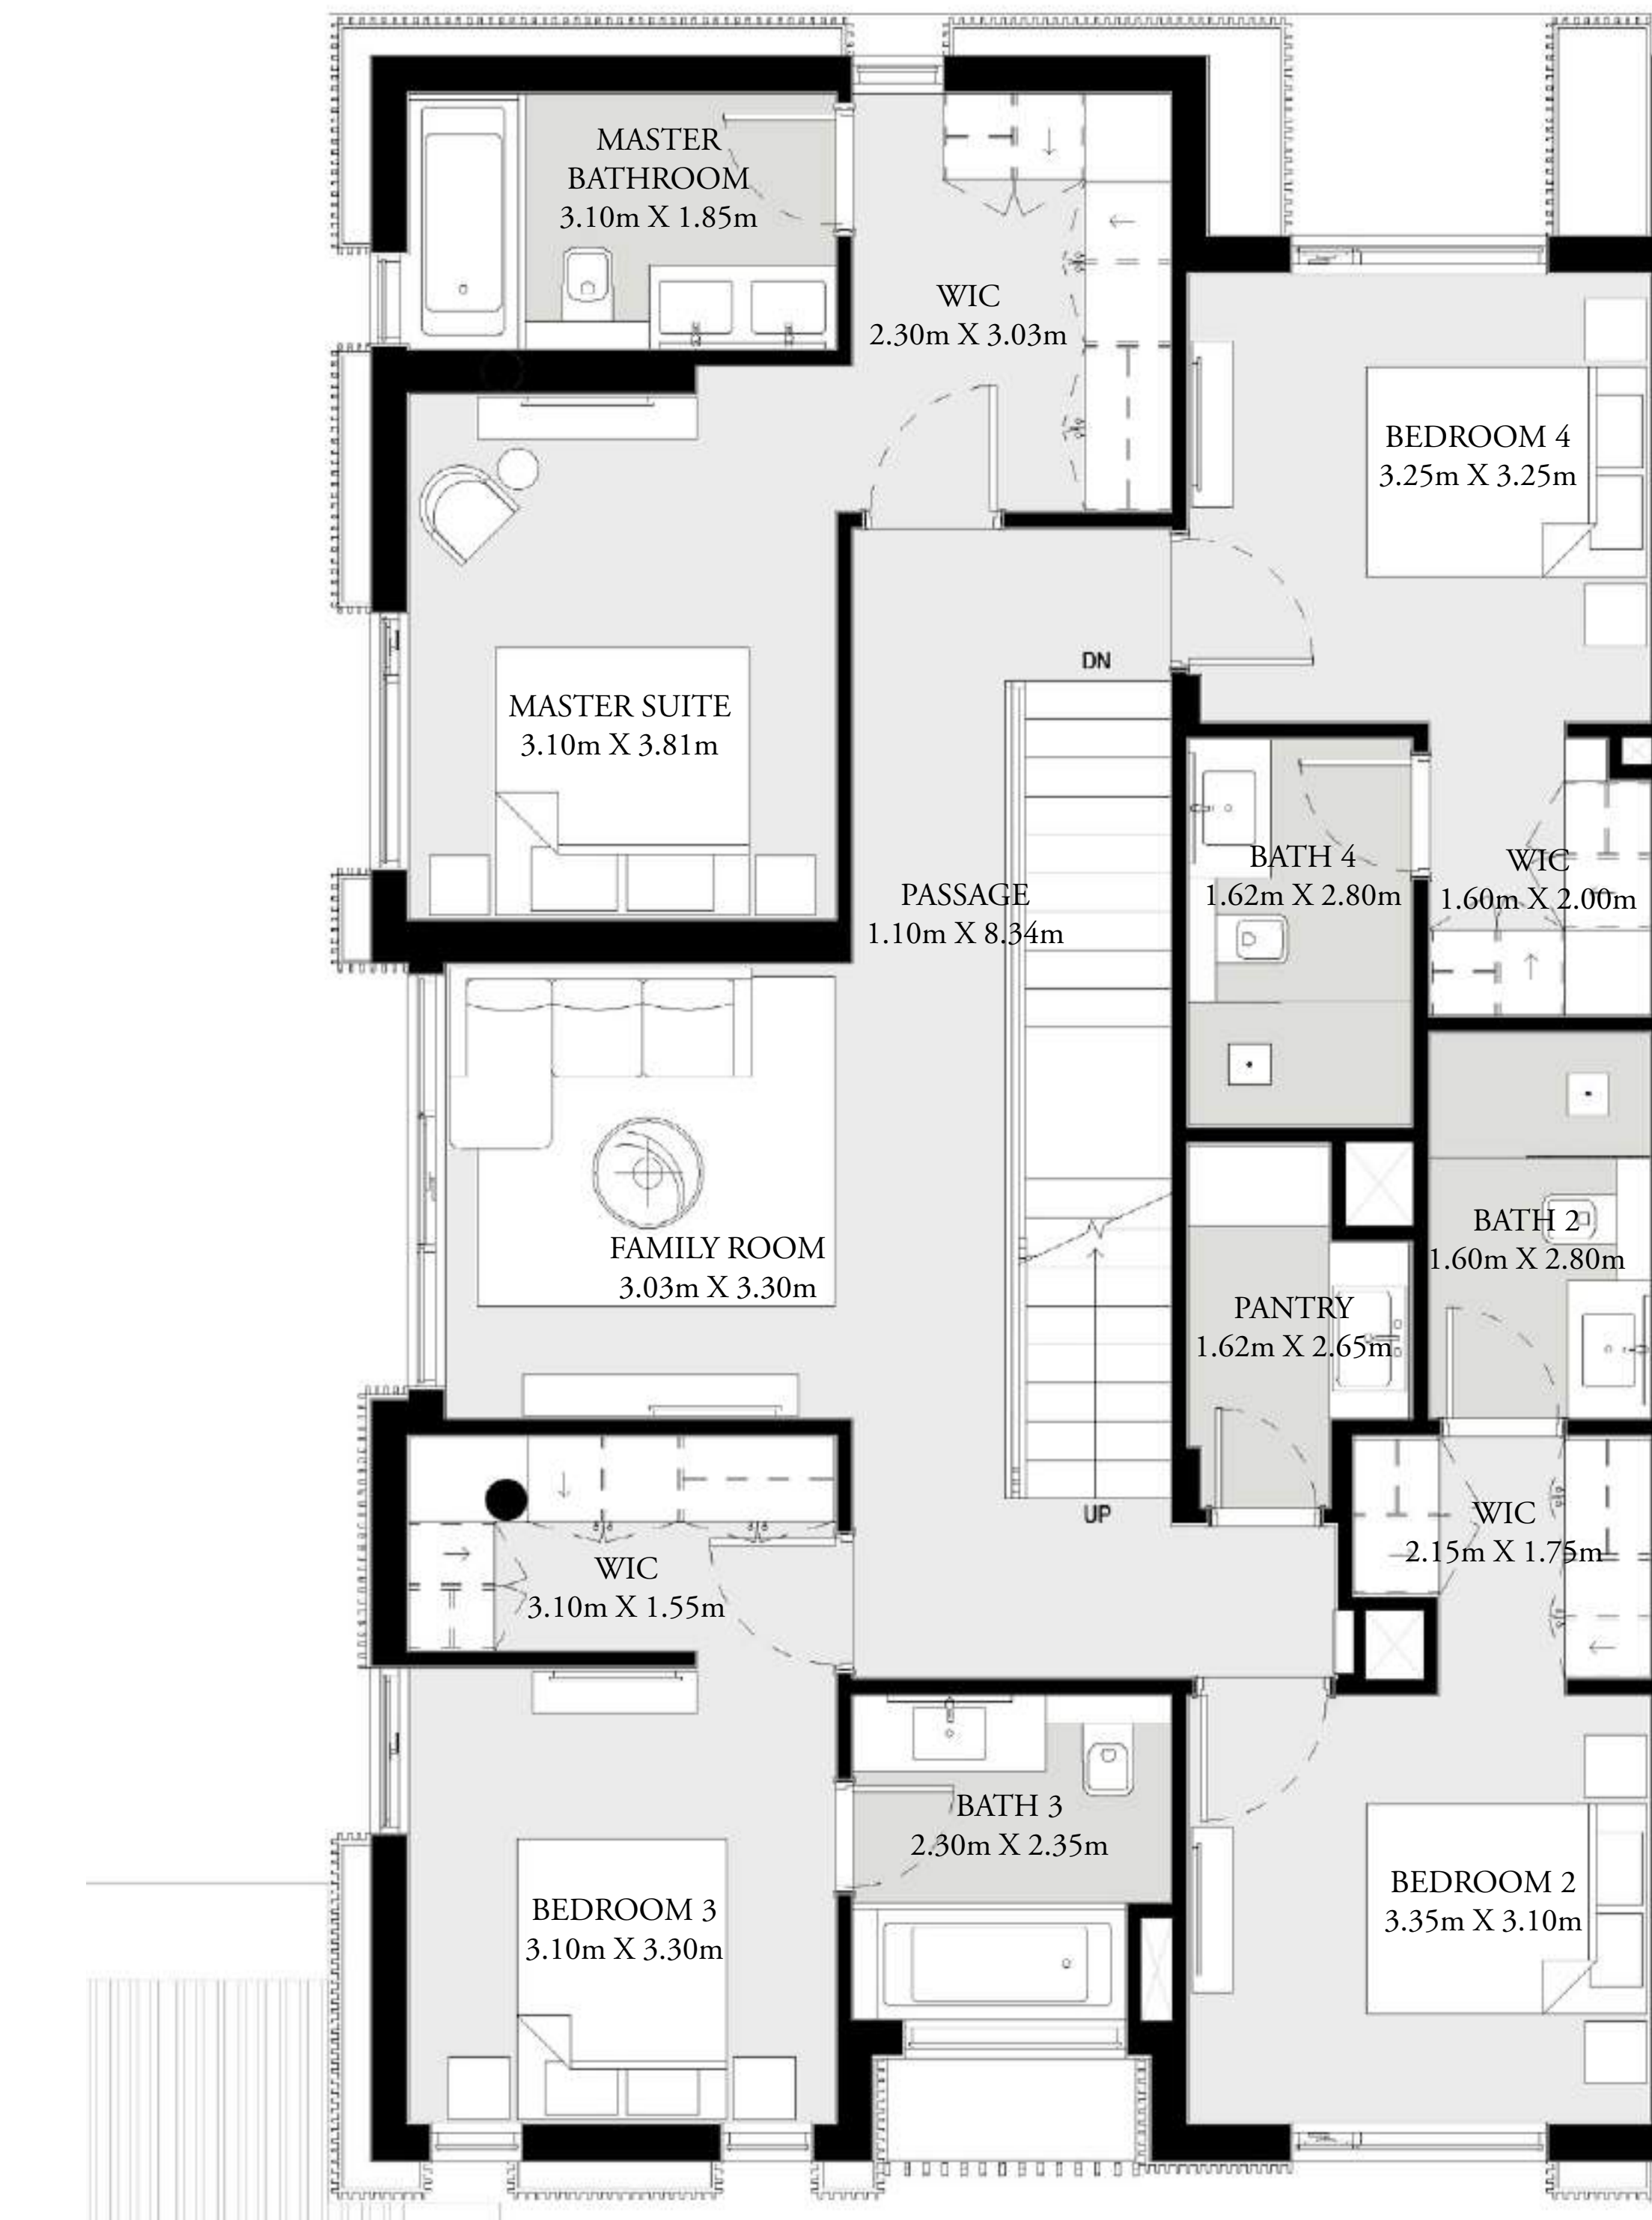 MASTER
BATHROOM
3.10m X 1.85m
WIC
2.30m X 3.03m
BEDROOM 4
3.25m X 3.25m
DN
MASTER SUITE
3.10m X 3.81m
PASSAGE
1.10m X 8.34m
BATH 4
1.62m X 2.80m
WIC
1.60m X 2.00m
BATH 2
1.60m X 2.80m
FAMILY ROOM
3.03m X 3.30m
PANTRY
1.62m X 2.65m
UP
WIC
2.15m X 1.75m
WIC
3.10m X 1.55m
BATH 3
2.30m X 2.35m
BEDROOM 2
3.35m X 3.10m
BEDROOM 3
3.10m X 3.30m